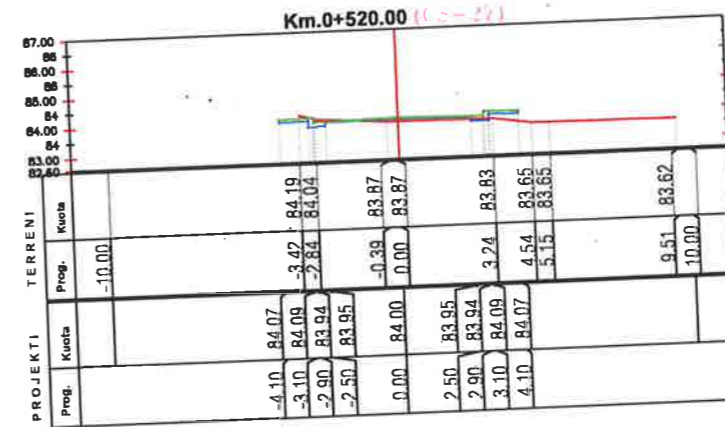 Km.0+520.00
87.00
86
86.00
85
85.00
84
84.00
84
83.00
82.60
TERRENI
Kuota
84.19 84.04 83.87 83.87 83.83 83.65 83.65 83.62
Prog.
-10.00 -3.42 -2.84 -0.39 0.00 3.24 4.54 5.15 9.51 10.00
PROJEKTI
Kuota
84.07 84.09 83.94 83.95 84.00 83.95 83.94 84.09 84.07
Prog.
-4.10 -3.10 -2.90 -2.50 0.00 2.50 2.90 3.10 4.10